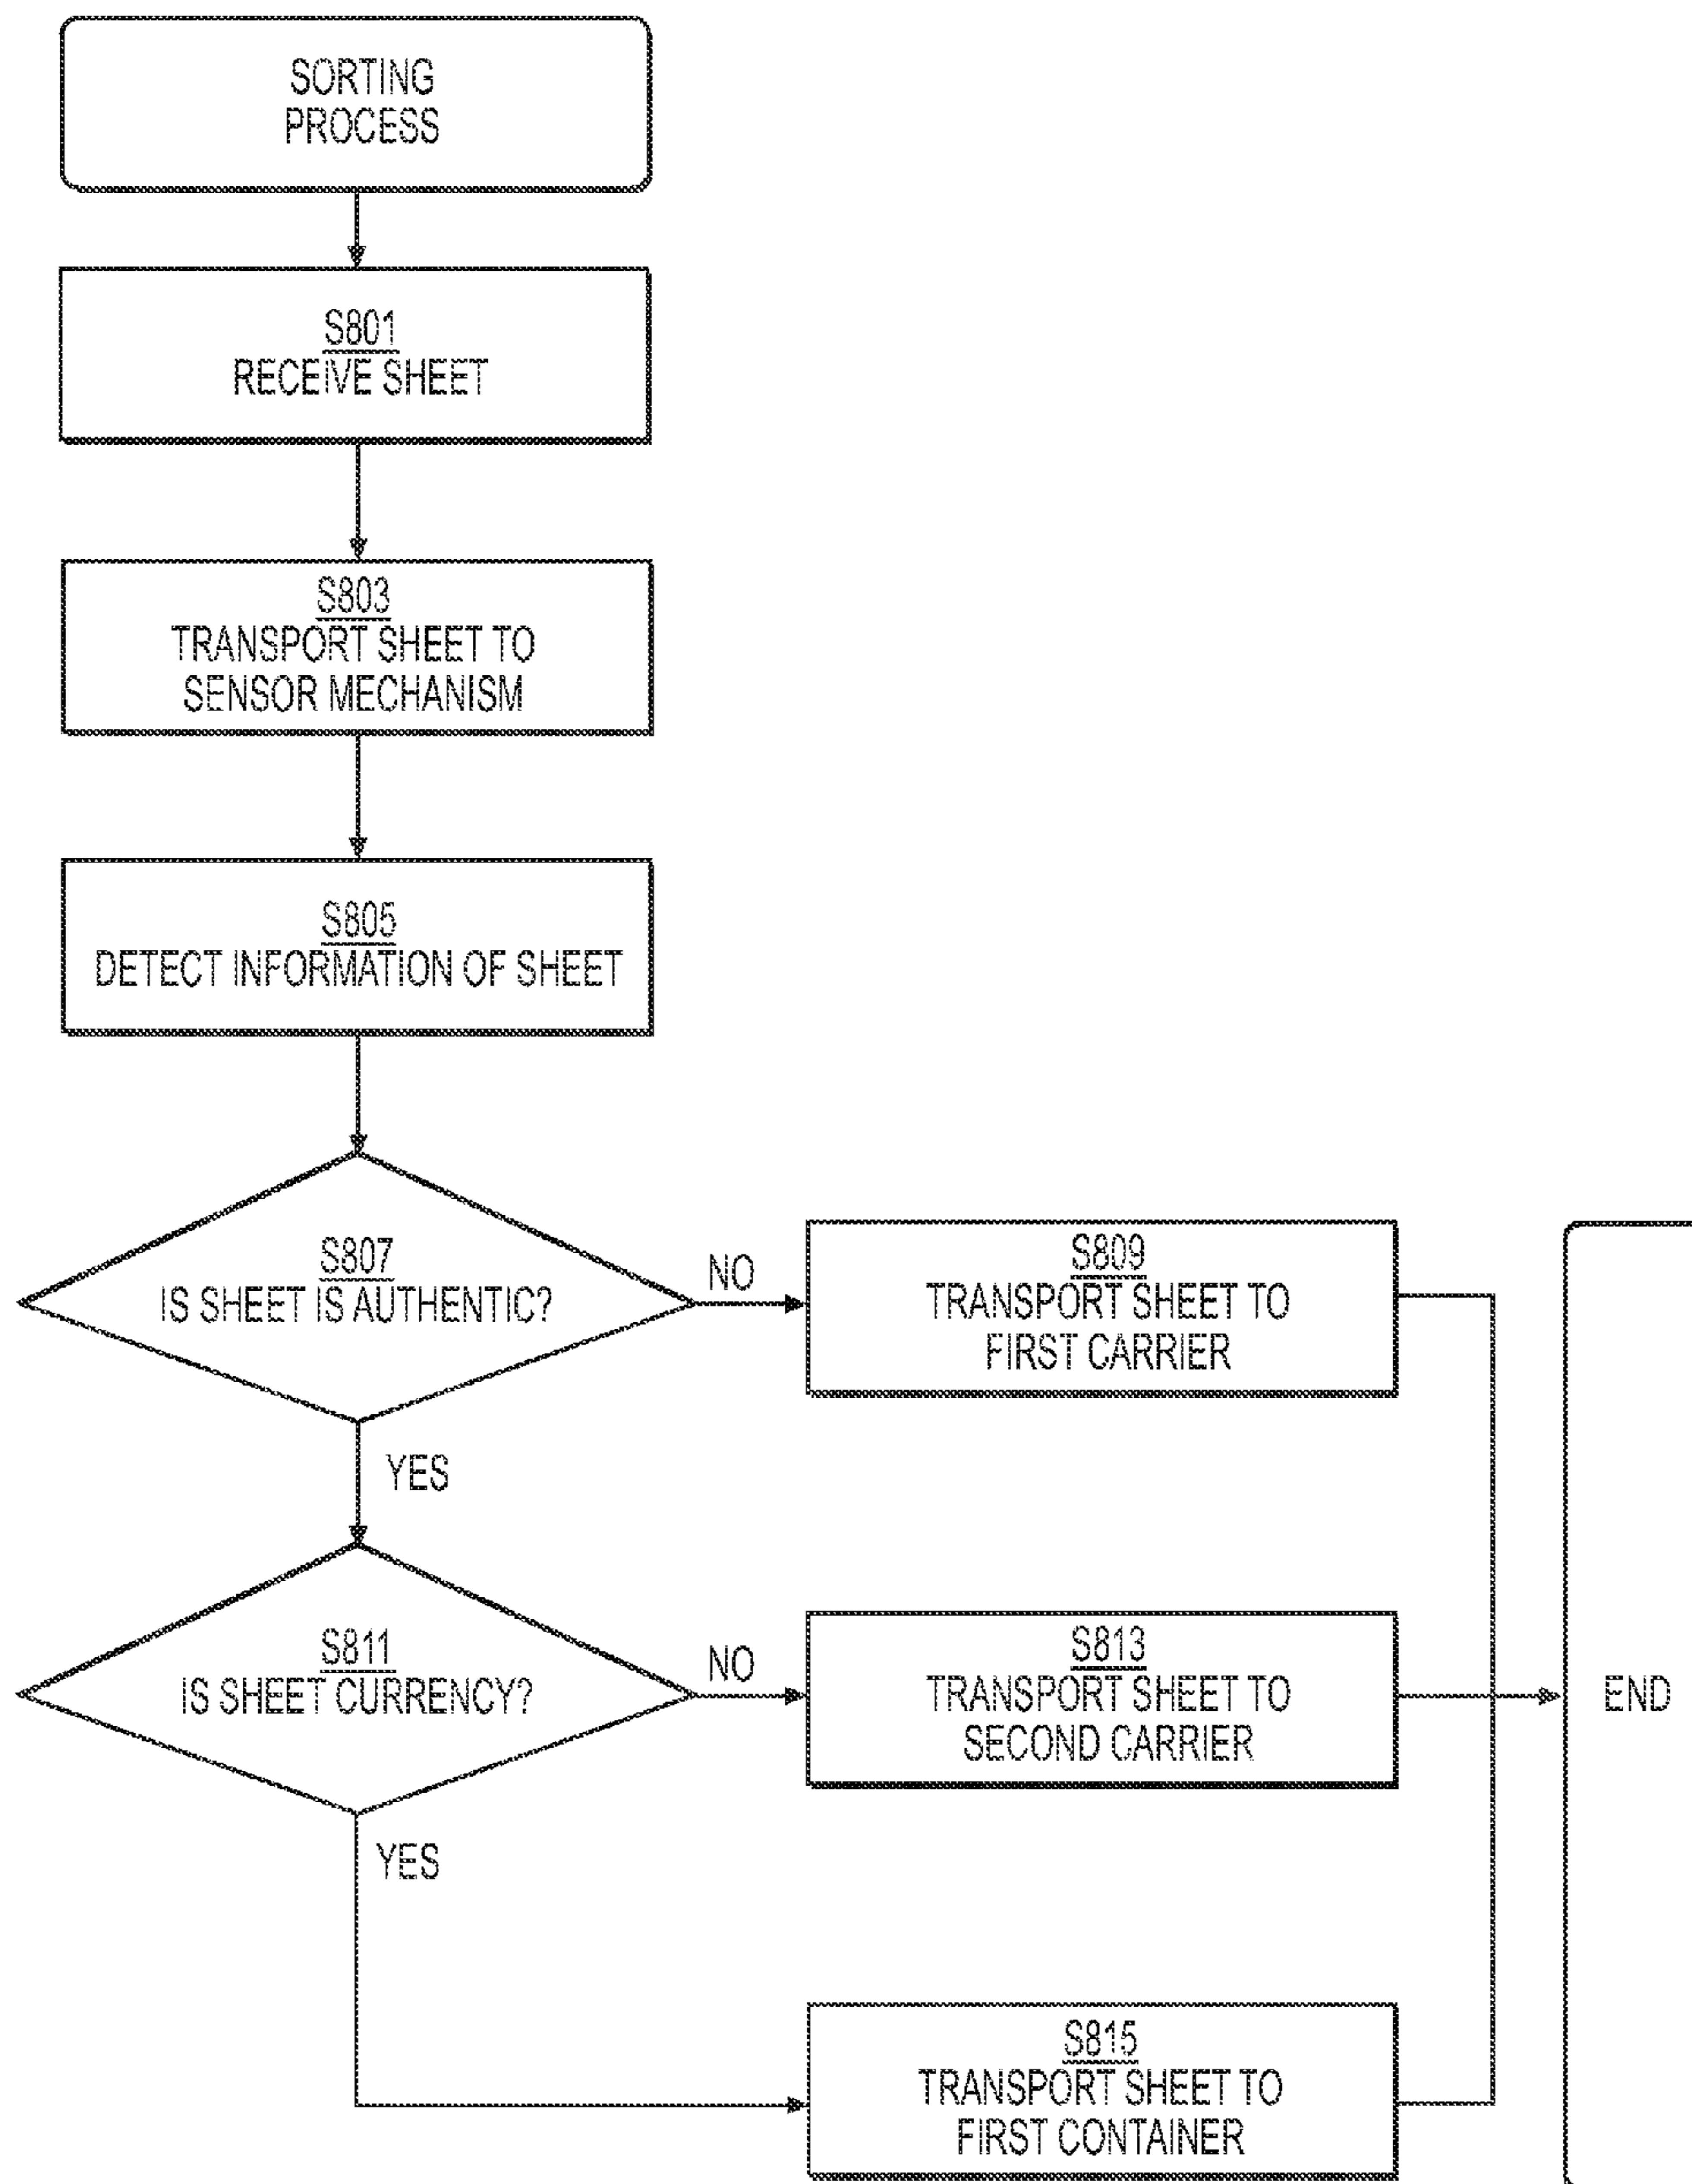 SORTING
PROCESS
S801
RECEIVE SHEET
S803
TRANSPORT SHEET TO
SENSOR MECHANISM
S805
DETECT INFORMATION OF SHEET
S807
IS SHEET IS AUTHENTIC?
NO
S809
TRANSPORT SHEET TO
FIRST CARRIER
YES
S811
IS SHEET CURRENCY?
NO
S813
TRANSPORT SHEET TO
SECOND CARRIER
END
YES
S815
TRANSPORT SHEET TO
FIRST CONTAINER